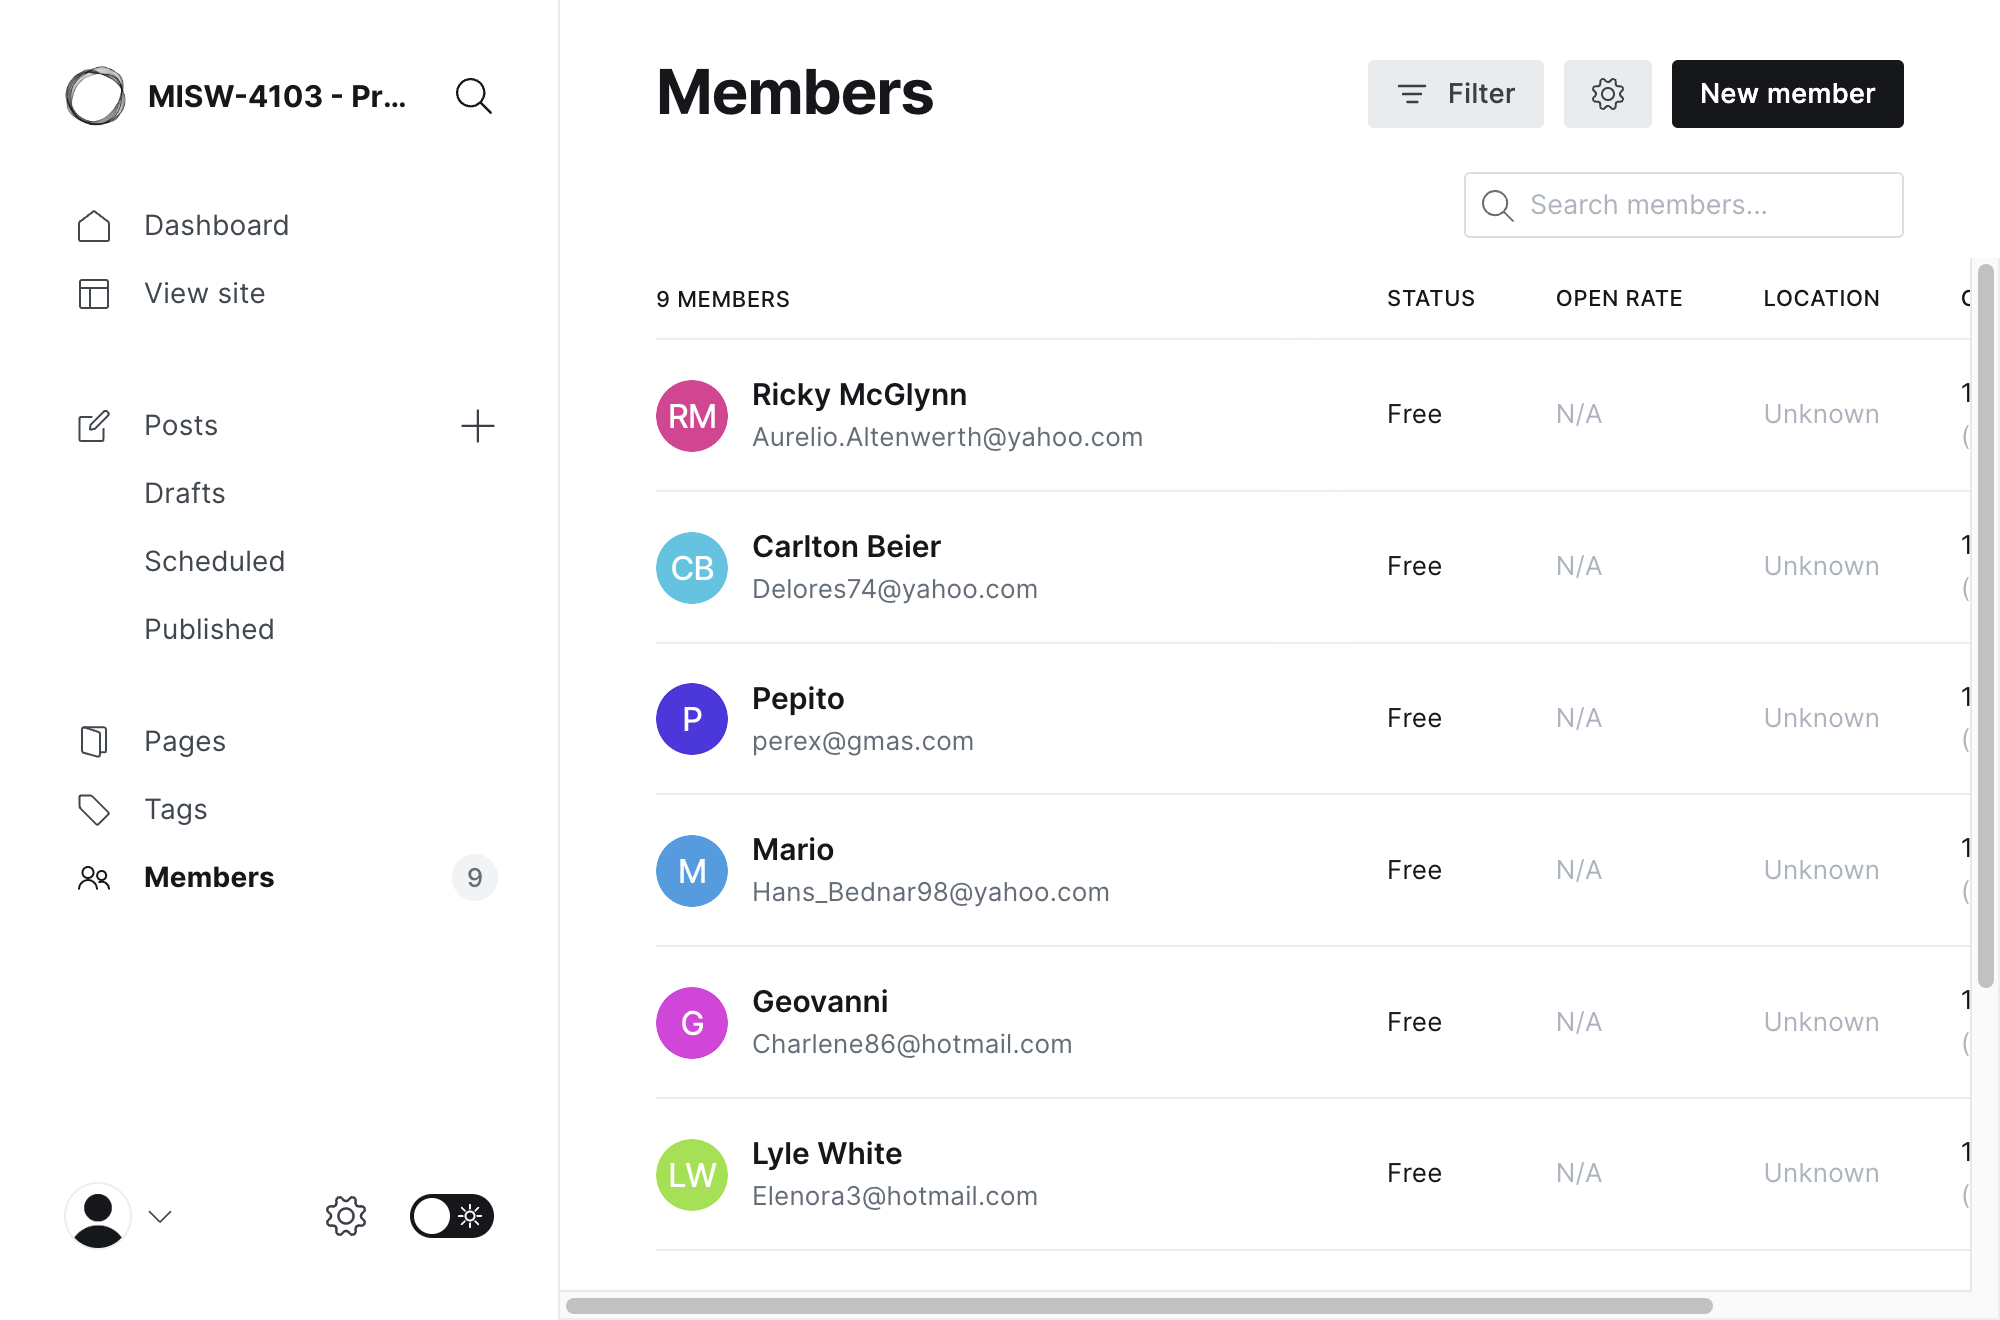 MISW-4103 - Pr...
Dashboard
View site
Posts
Drafts
Scheduled
Published
Pages
Tags
Members 9
Members
Filter
New member
Search members...
9 MEMBERS STATUS OPEN RATE LOCATION
RM Ricky McGlynn
Aurelio.Altenwerth@yahoo.com
Free N/A Unknown
CB Carlton Beier
Delores74@yahoo.com
Free N/A Unknown
P Pepito
perex@gmas.com
Free N/A Unknown
M Mario
Hans_Bednar98@yahoo.com
Free N/A Unknown
G Geovanni
Charlene86@hotmail.com
Free N/A Unknown
LW Lyle White
Elenora3@hotmail.com
Free N/A Unknown